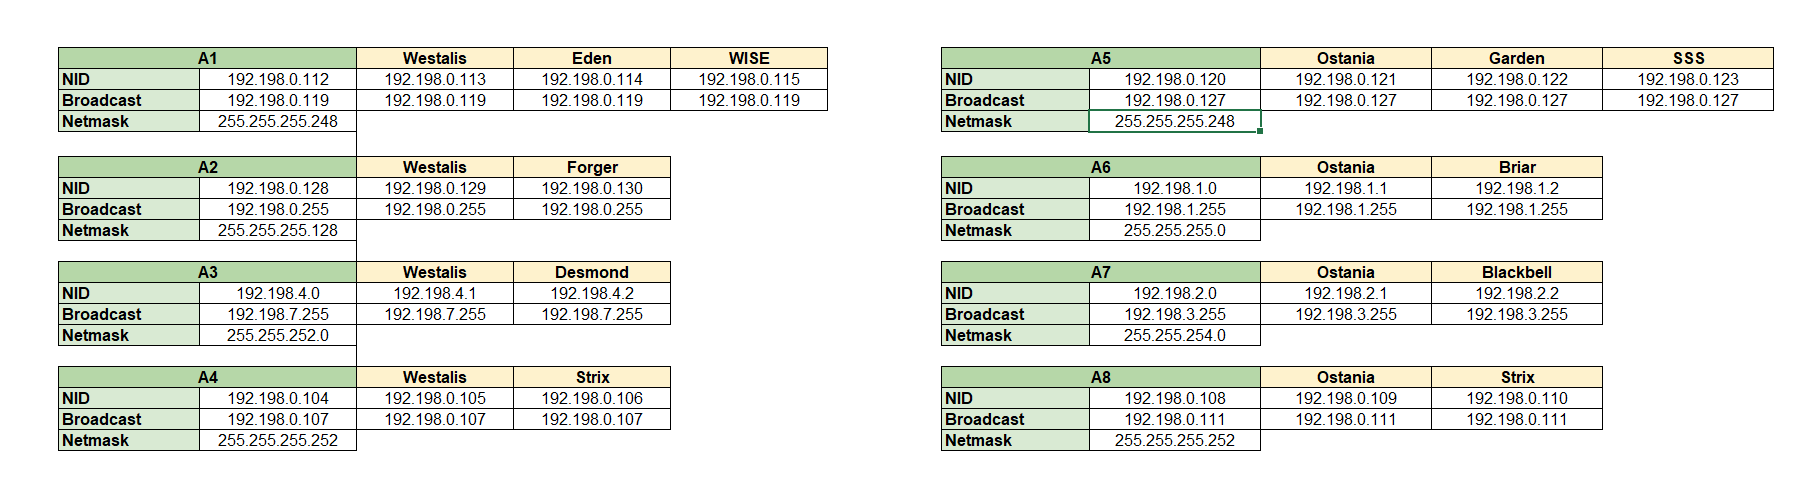 A1 Westalis Eden WISE
NID 192.198.0.112 192.198.0.113 192.198.0.114 192.198.0.115
Broadcast 192.198.0.119 192.198.0.119 192.198.0.119 192.198.0.119
Netmask 255.255.255.248
A2 Westalis Forger
NID 192.198.0.128 192.198.0.129 192.198.0.130
Broadcast 192.198.0.255 192.198.0.255 192.198.0.255
Netmask 255.255.255.128
A3 Westalis Desmond
NID 192.198.4.0 192.198.4.1 192.198.4.2
Broadcast 192.198.7.255 192.198.7.255 192.198.7.255
Netmask 255.255.252.0
A4 Westalis Strix
NID 192.198.0.104 192.198.0.105 192.198.0.106
Broadcast 192.198.0.107 192.198.0.107 192.198.0.107
Netmask 255.255.255.252
A5 Ostania Garden SSS
NID 192.198.0.120 192.198.0.121 192.198.0.122 192.198.0.123
Broadcast 192.198.0.127 192.198.0.127 192.198.0.127 192.198.0.127
Netmask 255.255.255.248
A6 Ostania Briar
NID 192.198.1.0 192.198.1.1 192.198.1.2
Broadcast 192.198.1.255 192.198.1.255 192.198.1.255
Netmask 255.255.255.0
A7 Ostania Blackbell
NID 192.198.2.0 192.198.2.1 192.198.2.2
Broadcast 192.198.3.255 192.198.3.255 192.198.3.255
Netmask 255.255.254.0
A8 Ostania Strix
NID 192.198.0.108 192.198.0.109 192.198.0.110
Broadcast 192.198.0.111 192.198.0.111 192.198.0.111
Netmask 255.255.255.252